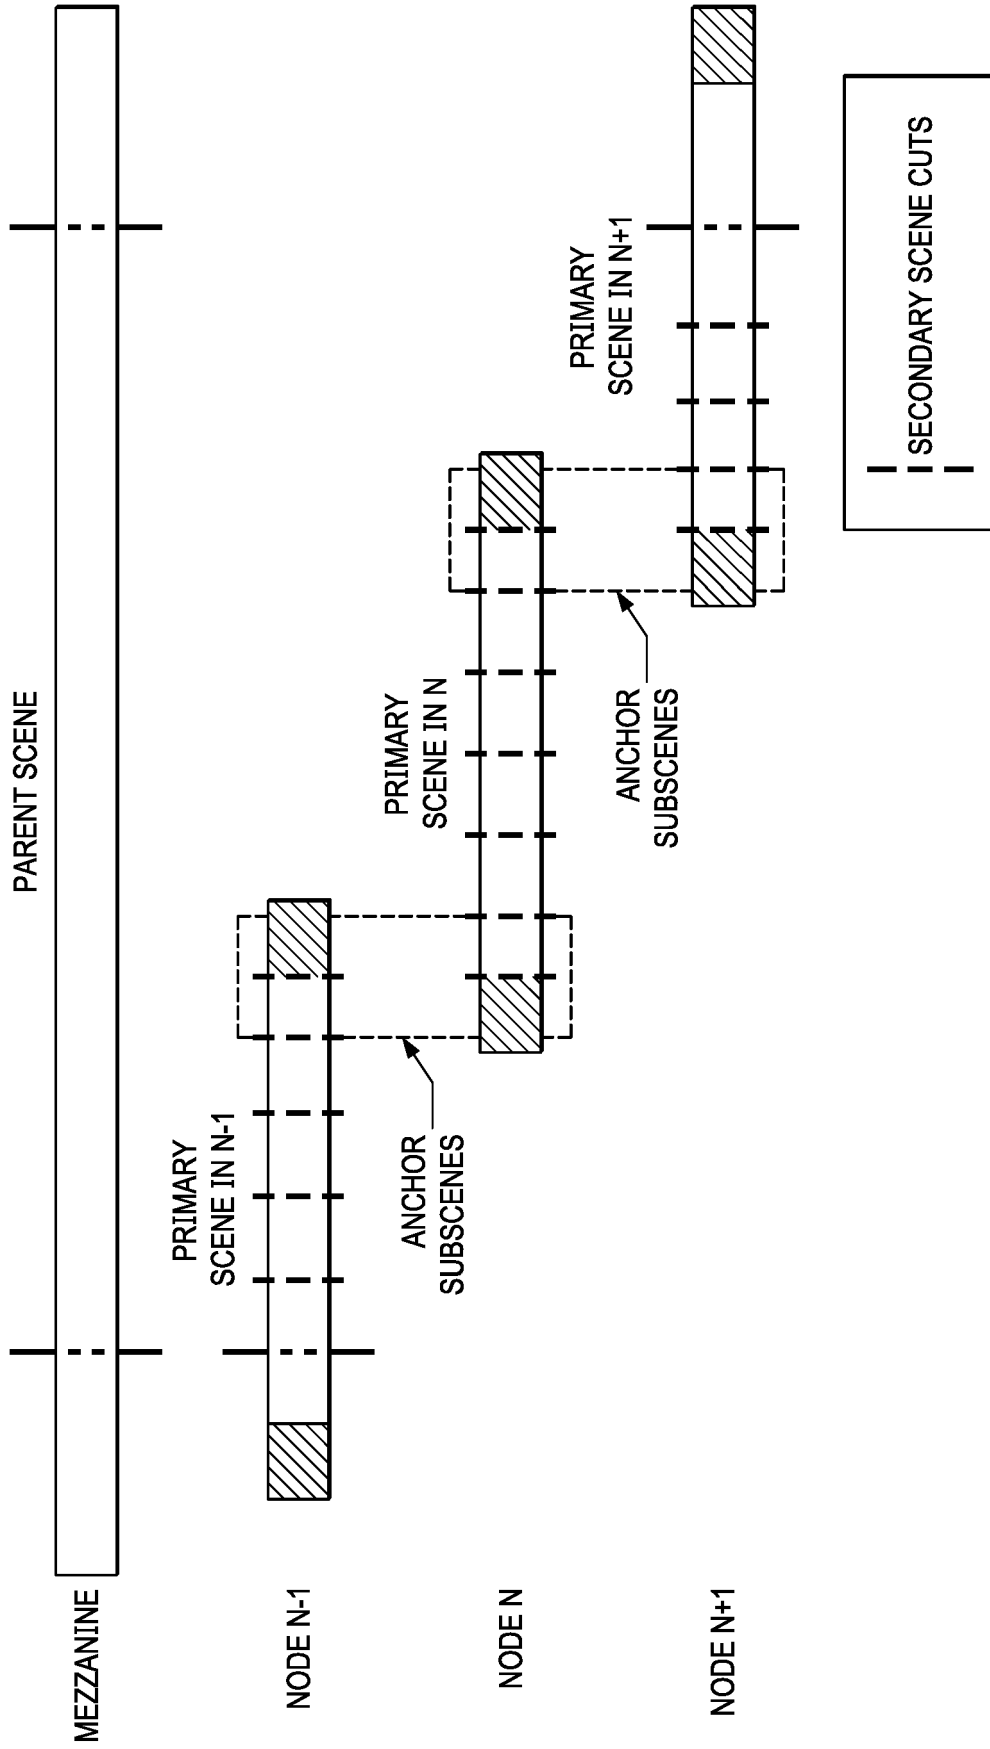 PARENT SCENE
MEZZANINE
PRIMARY
SCENE IN N-1
NODE N-1
ANCHOR
SUBSCENES
PRIMARY
SCENE IN N
NODE N
ANCHOR
SUBSCENES
PRIMARY
SCENE IN N+1
NODE N+1
SECONDARY SCENE CUTS